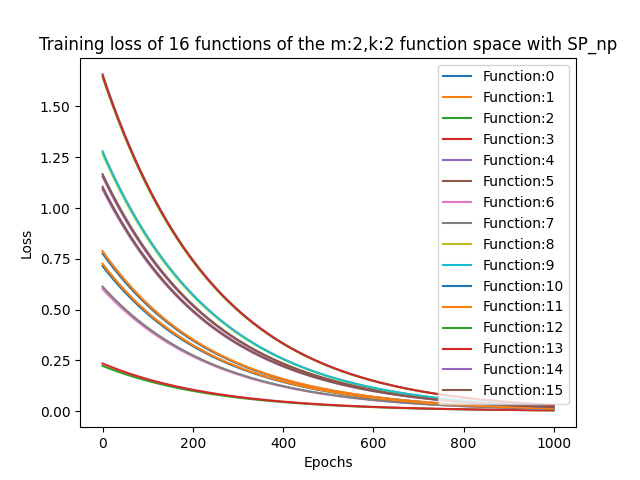 Training loss of 16 functions of the m:2,k:2 function space with SP_np
Loss
1.50
1.25
1.00
0.75
0.50
0.25
0.00
Function:0
Function:1
Function:2
Function:3
Function:4
Function:5
Function:6
Function:7
Function:8
Function:9
Function:10
Function:11
Function:12
Function:13
Function:14
Function:15
0 200 400 600 800 1000
Epochs